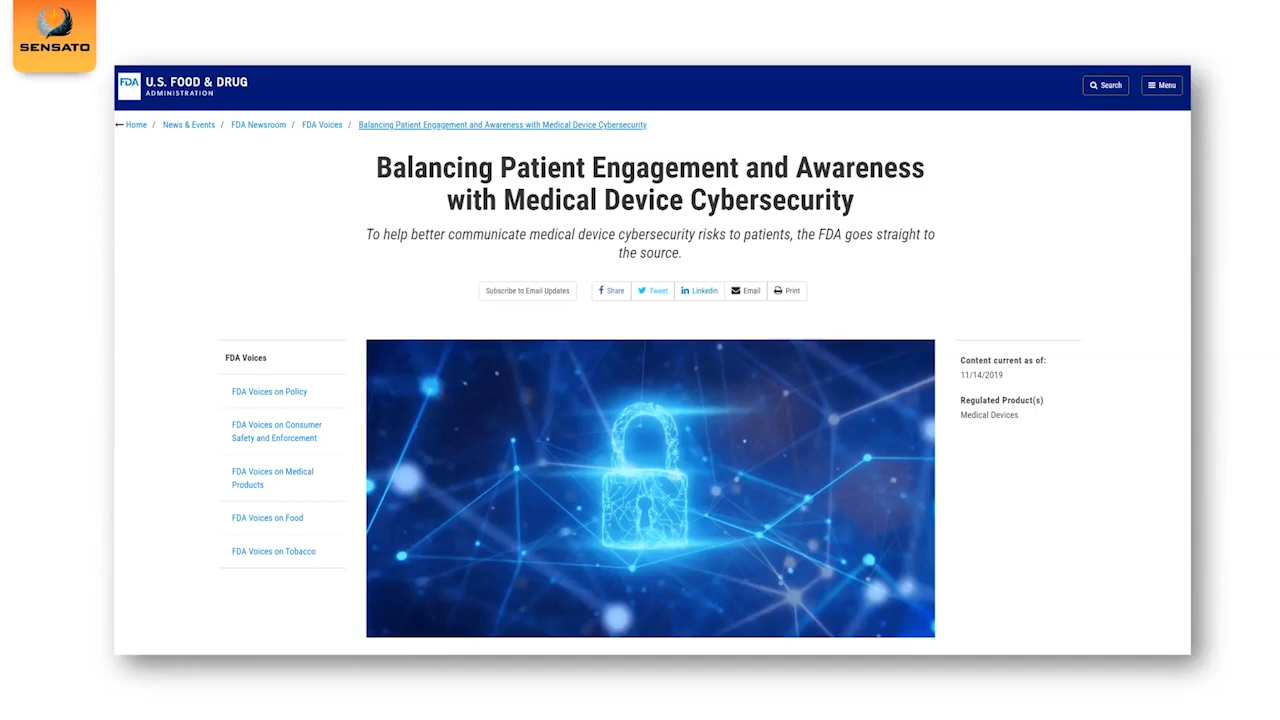 SENSATO
FDA U.S. FOOD & DRUG
ADMINISTRATION
Search
Menu
Home / News & Events / FDA Newsroom / FDA Voices / Balancing Patient Engagement and Awareness with Medical Device Cybersecurity
Balancing Patient Engagement and Awareness
with Medical Device Cybersecurity
To help better communicate medical device cybersecurity risks to patients, the FDA goes straight to
the source.
Subscribe to Email Updates
Share
Tweet
Linkedin
Email
Print
FDA Voices
FDA Voices on Policy
FDA Voices on Consumer
Safety and Enforcement
FDA Voices on Medical
Products
FDA Voices on Food
FDA Voices on Tobacco
Content current as of:
11/14/2019
Regulated Product(s)
Medical Devices